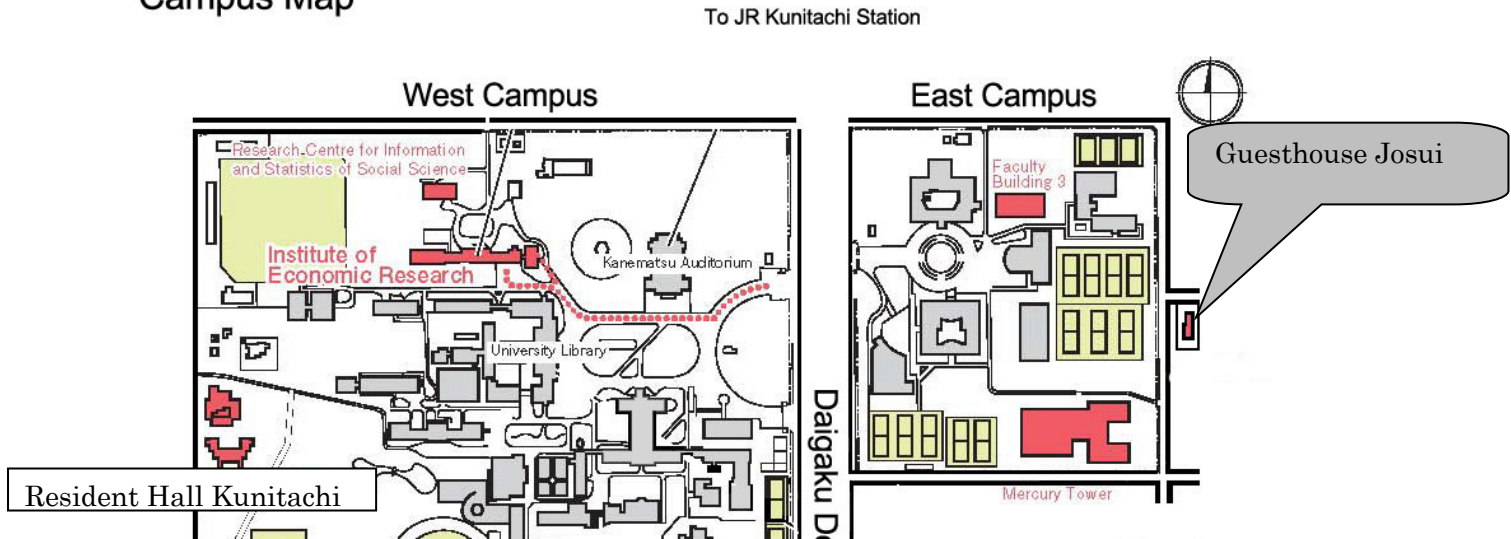 Campus Map
To JR Kunitachi Station
West Campus
East Campus
Research Centre for Information
and Statistics of Social Science
Faculty
Building 3
Guesthouse Josui
Institute of
Economic Research
Kanematsu Auditorium
University Library
Daigaku
Resident Hall Kunitachi
Mercury Tower